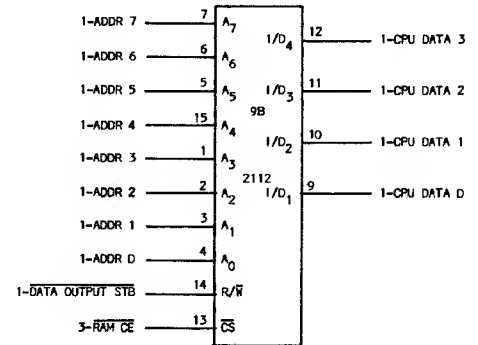 1-ADDR 7 7 A7
I/D4 12 1-CPU DATA 3
1-ADDR 6 6 A6
1-ADDR 5 5 A5
I/D3 11 1-CPU DATA 2
9B
1-ADDR 4 15 A4
I/D2 10 1-CPU DATA 1
1-ADDR 3 1 A3
2112
1-ADDR 2 2 A2
I/D1 9 1-CPU DATA D
1-ADDR 1 3 A1
1-ADDR D 4 A0
1-DATA OUTPUT STB 14 R/W̅
3-RAM CE 13 C̅S̅